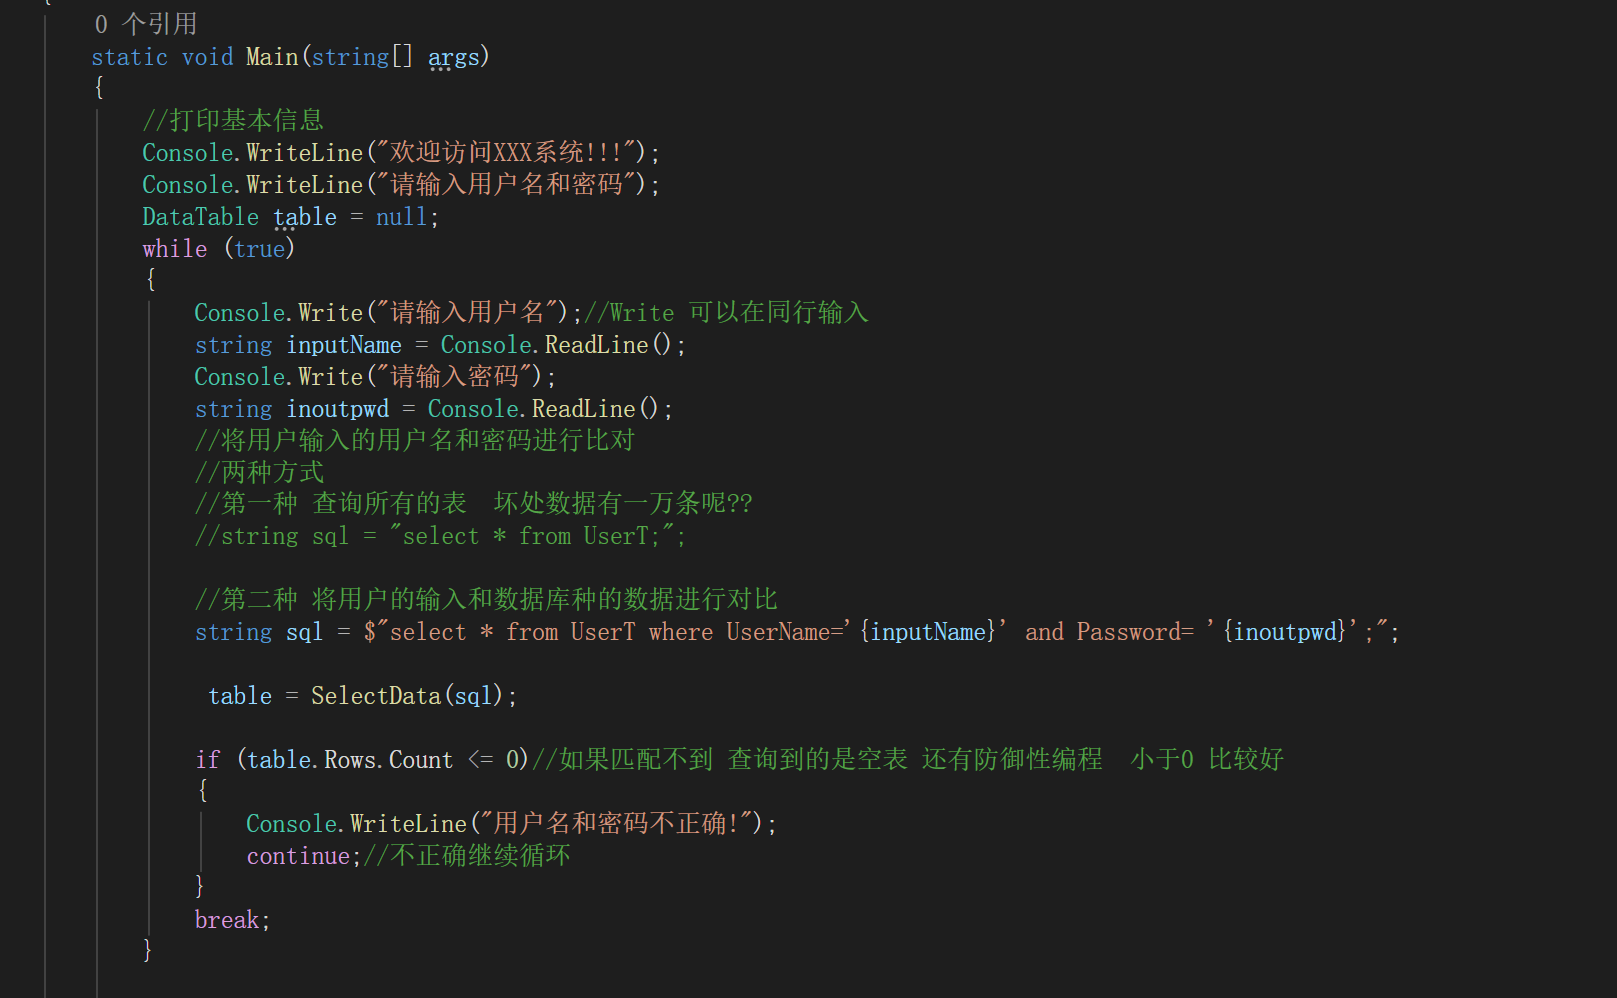 {
0 个引用
static void Main(string[] args)
{
//打印基本信息
Console.WriteLine("欢迎访问XXX系统!!!");
Console.WriteLine("请输入用户名和密码");
DataTable table = null;
while (true)
{
Console.Write("请输入用户名");//Write 可以在同行输入
string inputName = Console.ReadLine();
Console.Write("请输入密码");
string inoutpwd = Console.ReadLine();
//将用户输入的用户名和密码进行比对
//两种方式
//第一种 查询所有的表  坏处数据有一万条呢??
//string sql = "select * from UserT;";
//第二种 将用户的输入和数据库种的数据进行对比
string sql = $"select * from UserT where UserName='{inputName}' and Password= '{inoutpwd}';";
table = SelectData(sql);
if (table.Rows.Count <= 0)//如果匹配不到 查询到的是空表 还有防御性编程  小于0 比较好
{
Console.WriteLine("用户名和密码不正确!");
continue;//不正确继续循环
}
break;
}